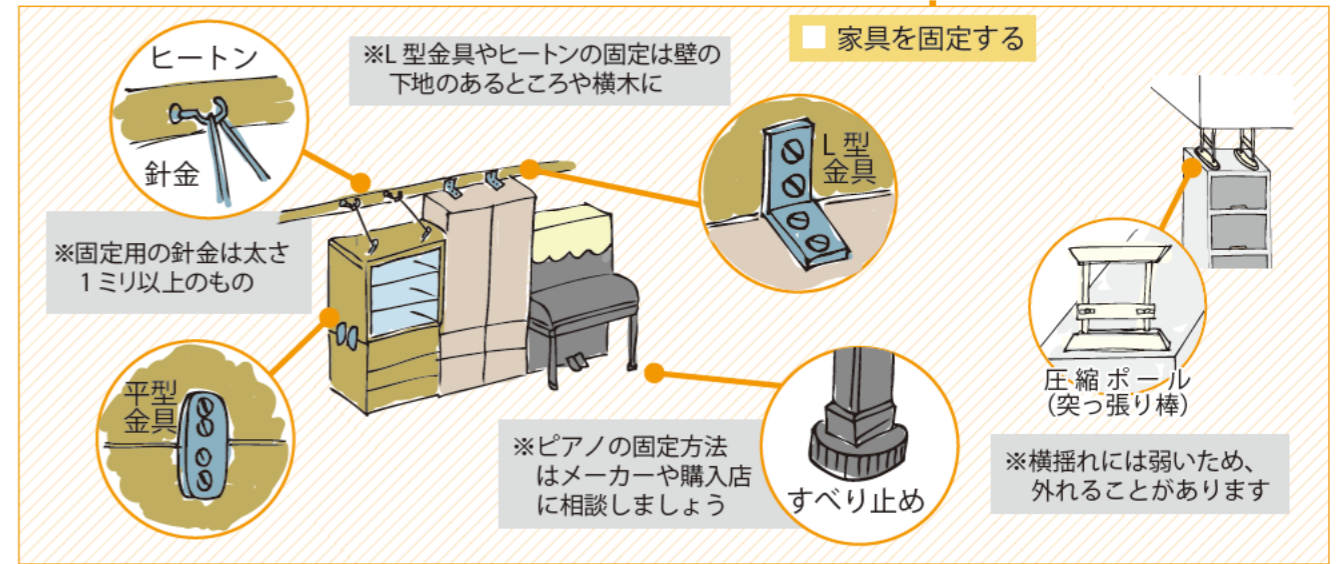 家具を固定する
ヒートン
針金
※L型金具やヒートンの固定は壁の
下地のあるところや横木に
L型
金具
※固定用の針金は太さ
1ミリ以上のもの
平型
金具
※ピアノの固定方法
はメーカーや購入店
に相談しましょう
すべり止め
圧縮ポール
(突っ張り棒)
※横揺れには弱いため、
外れることがあります